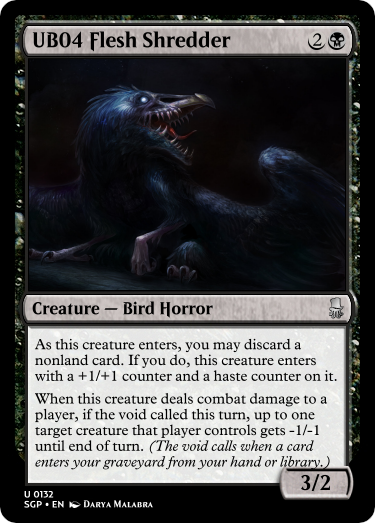 UB04 Flesh Shredder 2
Creature — Bird Horror
As this creature enters, you may discard a
nonland card. If you do, this creature enters
with a +1/+1 counter and a haste counter on it.
When this creature deals combat damage to a
player, if the void called this turn, up to one
target creature that player controls gets -1/-1
until end of turn. (The void calls when a card
enters your graveyard from your hand or library.)
3/2
U 0132
SGP • EN Darya Malabra